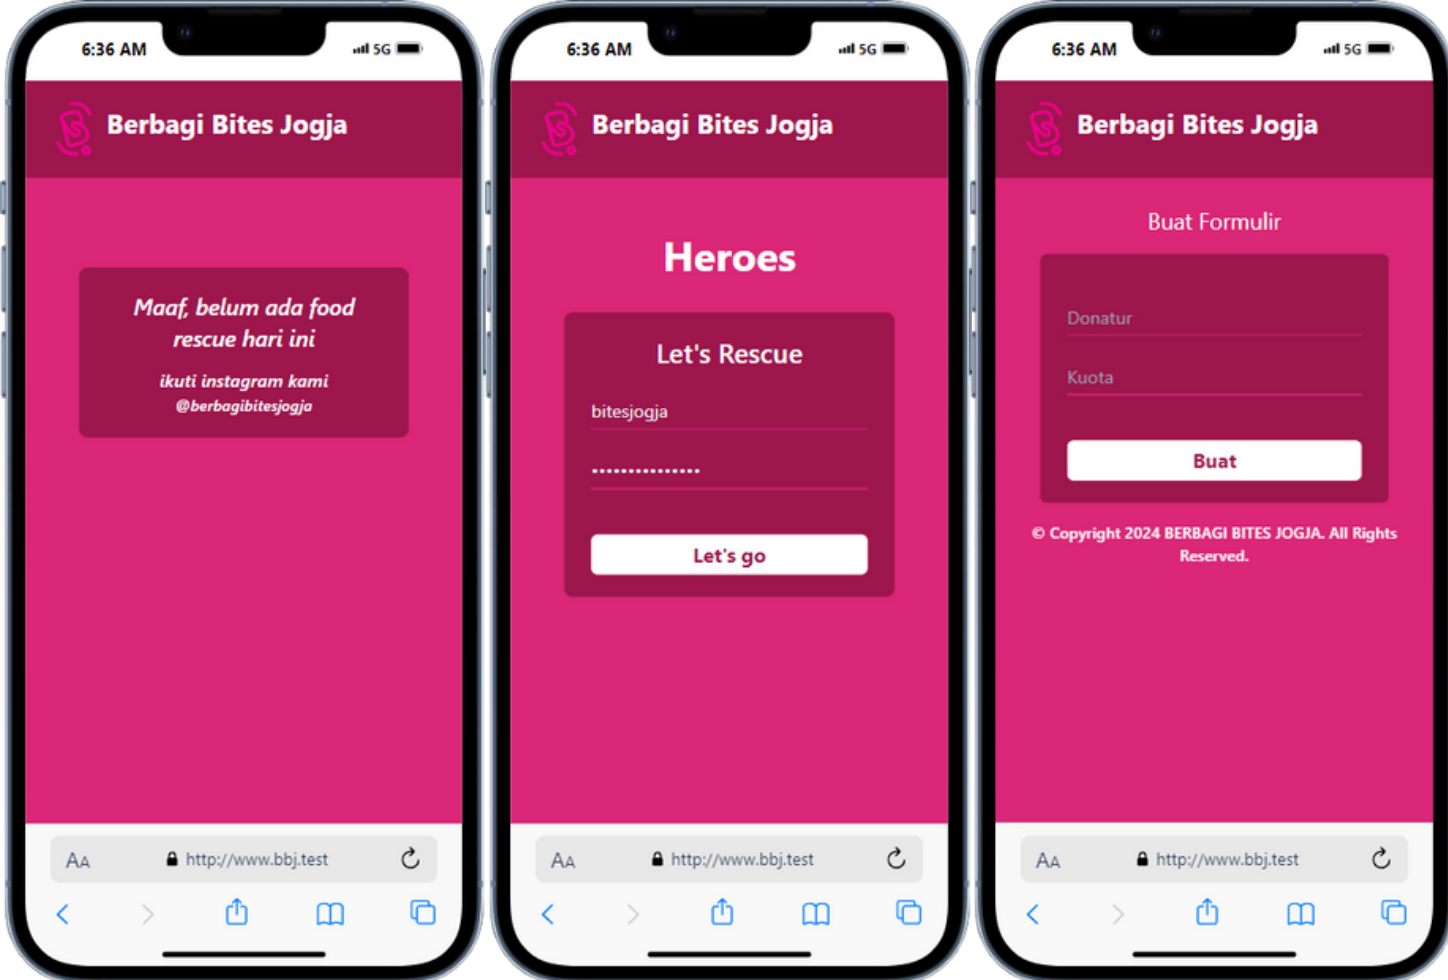 6:36 AM
5G
Berbagi Bites Jogja
Maaf, belum ada food
rescue hari ini
ikuti instagram kami
@berbagibitesjogja
AA
http://www.bbj.test
6:36 AM
5G
Berbagi Bites Jogja
Heroes
Let's Rescue
bitesjogja
•••••••••••••••
Let's go
AA
http://www.bbj.test
6:36 AM
5G
Berbagi Bites Jogja
Buat Formulir
Donatur
Kuota
Buat
© Copyright 2024 BERBAGI BITES JOGJA. All Rights
Reserved.
AA
http://www.bbj.test